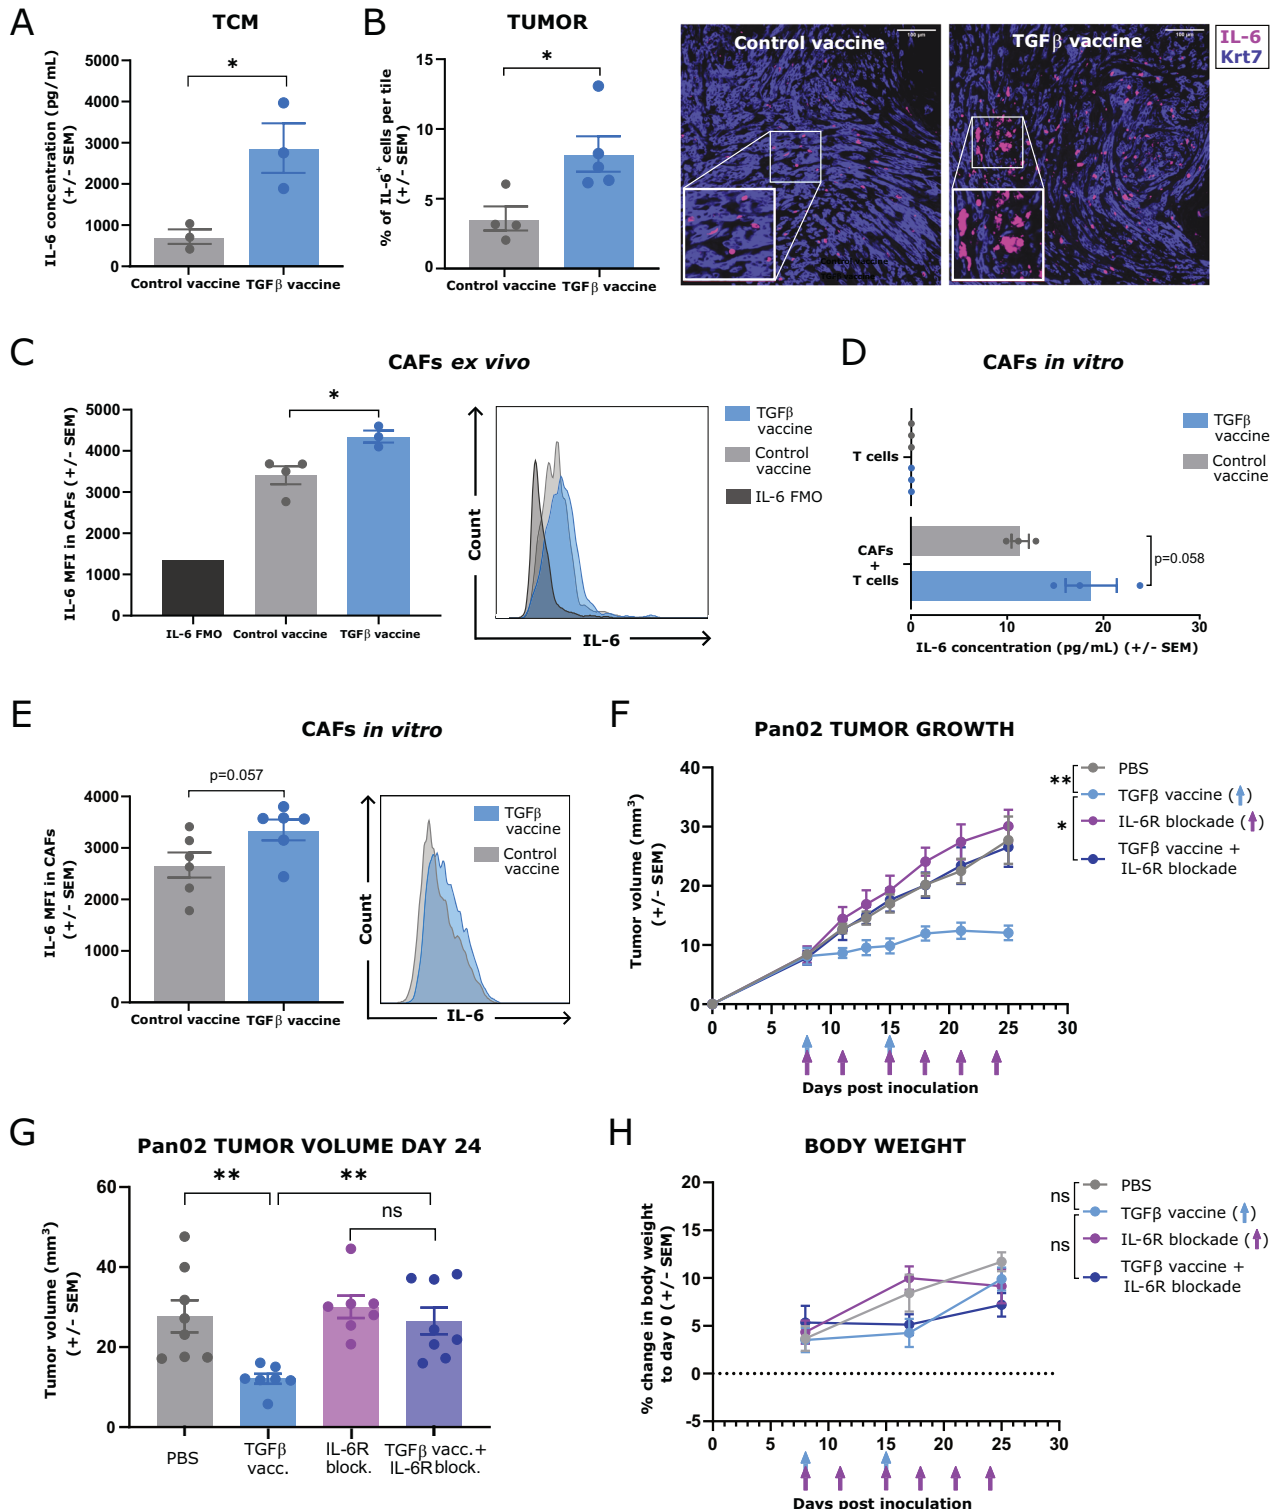 A
TCM
IL-6 concentration (pg/mL)
(+/- SEM)
5000
4000
3000
2000
1000
0
*
Control vaccine
TGFβ vaccine
B
TUMOR
% of IL-6+ cells per tile
(+/- SEM)
15
10
5
0
*
Control vaccine
TGFβ vaccine
Control vaccine
100 µm
Control vaccine
TGFβ vaccine
TGFβ vaccine
100 µm
IL-6
Krt7
C
CAFs ex vivo
IL-6 MFI in CAFs (+/- SEM)
5000
4000
3000
2000
1000
0
*
IL-6 FMO
Control vaccine
TGFβ vaccine
Count
IL-6
TGFβ
vaccine
Control
vaccine
IL-6 FMO
D
CAFs in vitro
T cells
CAFs
+
T cells
p=0.058
0
10
20
30
IL-6 concentration (pg/mL) (+/- SEM)
TGFβ
vaccine
Control
vaccine
E
CAFs in vitro
IL-6 MFI in CAFs
(+/- SEM)
4000
3000
2000
1000
0
p=0.057
Control vaccine
TGFβ vaccine
Count
IL-6
TGFβ
vaccine
Control
vaccine
F
Pan02 TUMOR GROWTH
Tumor volume (mm³)
(+/- SEM)
40
30
20
10
0
0
5
10
15
20
25
30
Days post inoculation
**
*
PBS
TGFβ vaccine (↑)
IL-6R blockade (↑)
TGFβ vaccine +
IL-6R blockade
G
Pan02 TUMOR VOLUME DAY 24
Tumor volume (mm³)
(+/- SEM)
60
40
20
0
**
**
ns
PBS
TGFβ
vacc.
IL-6R
block.
TGFβ vacc.+
IL-6R block.
H
BODY WEIGHT
% change in body weight
to day 0 (+/- SEM)
20
15
10
5
0
-5
0
5
10
15
20
25
30
Days post inoculation
ns
ns
PBS
TGFβ vaccine (↑)
IL-6R blockade (↑)
TGFβ vaccine +
IL-6R blockade